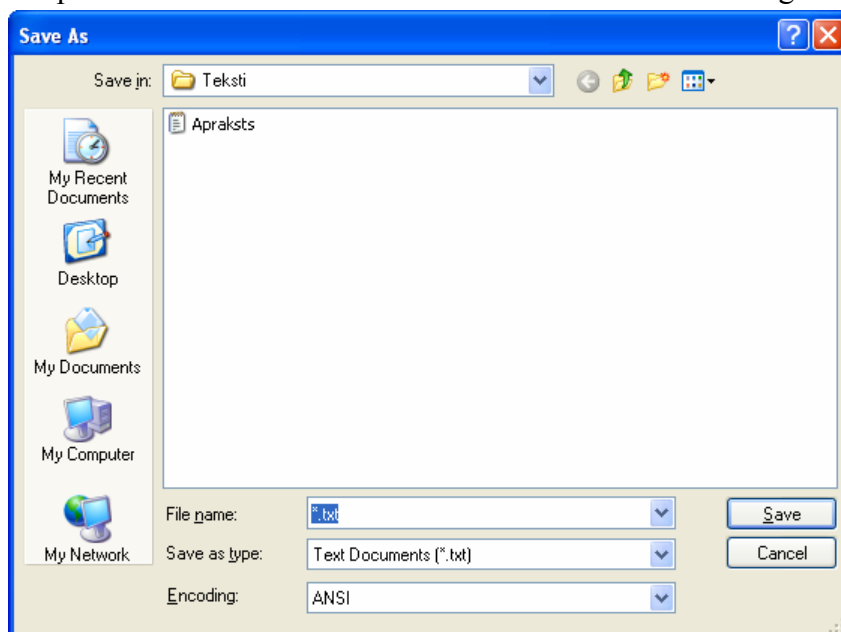 Save As
Save in:
Teksti
Apraksts
My Recent
Documents
Desktop
My Documents
My Computer
My Network
File name:
*.txt
Save
Save as type:
Text Documents (*.txt)
Cancel
Encoding:
ANSI